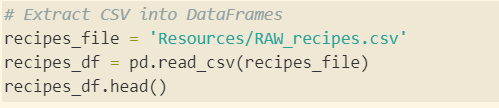 # Extract CSV into DataFrames
recipes_file = 'Resources/RAW_recipes.csv'
recipes_df = pd.read_csv(recipes_file)
recipes_df.head()